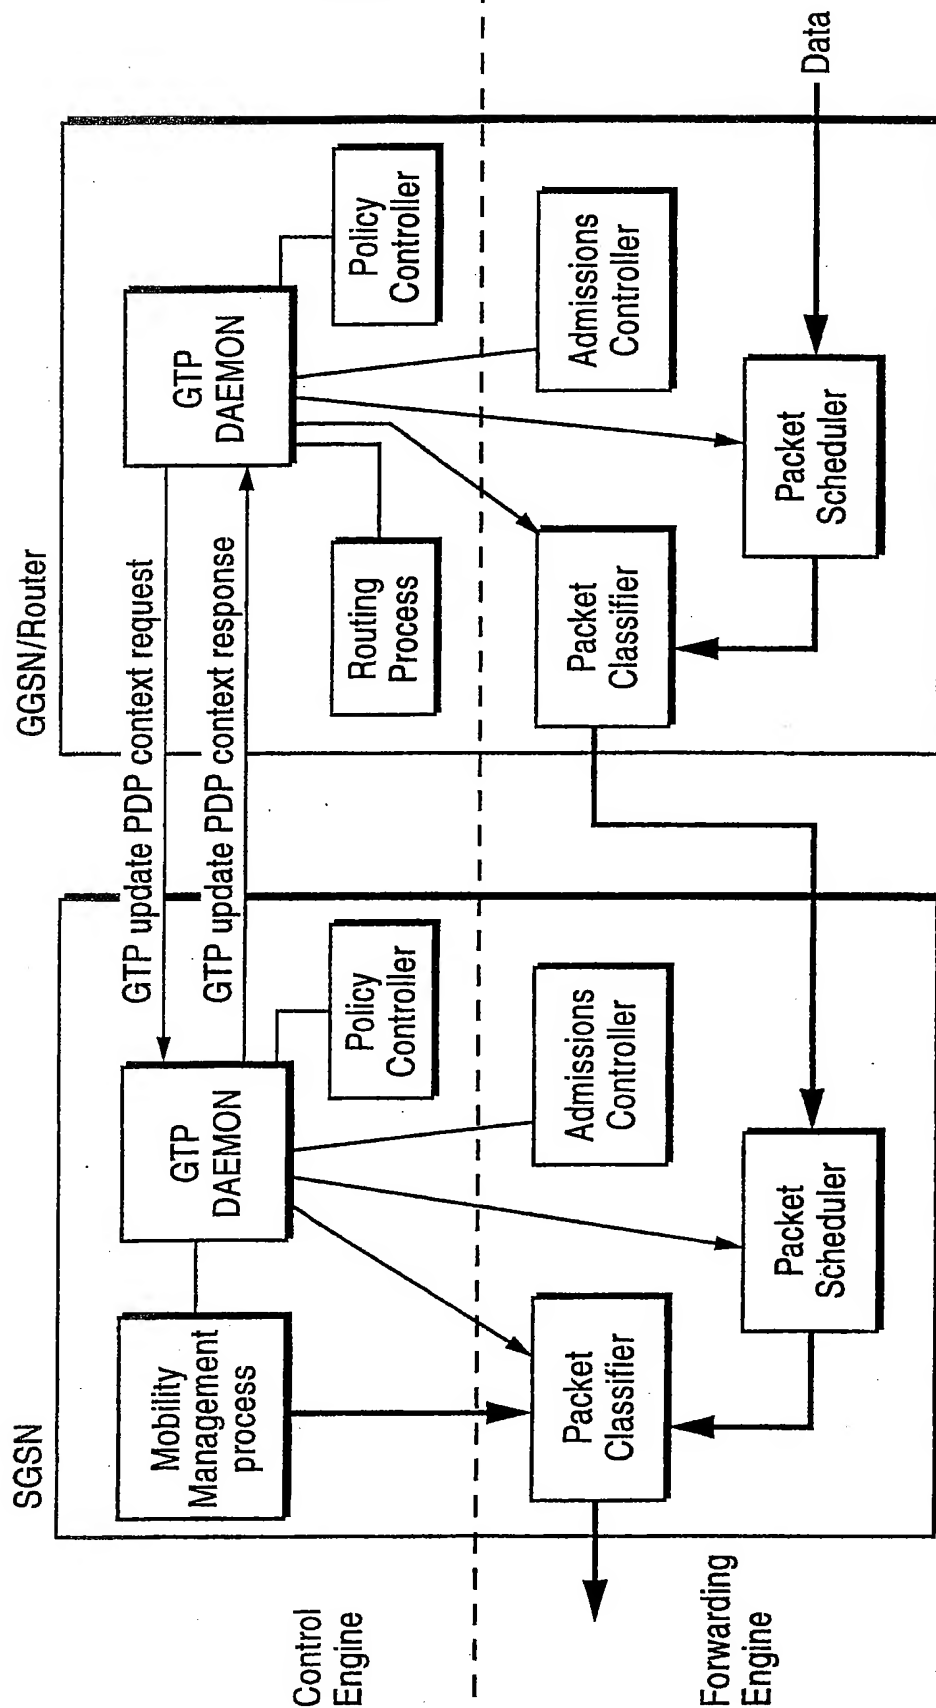 SGSN
GGSN/Router
Control
Engine
Forwarding
Engine
Mobility
Management
process
GTP
DAEMON
Policy
Controller
Packet
Classifier
Packet
Scheduler
Admissions
Controller
GTP update PDP context request
GTP update PDP context response
GTP
DAEMON
Policy
Controller
Routing
Process
Packet
Classifier
Packet
Scheduler
Admissions
Controller
Data